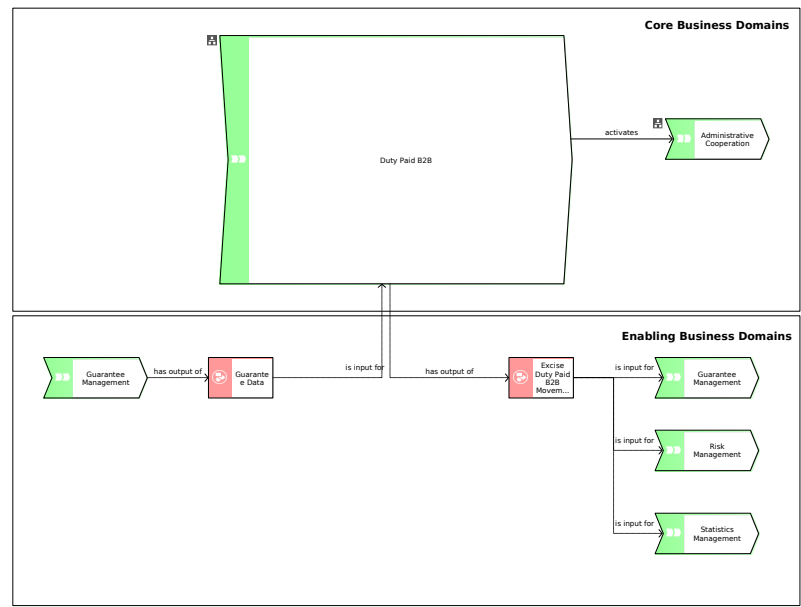 Core Business Domains
activates
Administrative
Cooperation
Duty Paid B2B
Enabling Business Domains
Guarantee
Management
has output of
Guarante
e Data
is input for
has output of
Excise
Duty Paid
B2B
Movem...
is input for
Guarantee
Management
is input for
Risk
Management
is input for
Statistics
Management